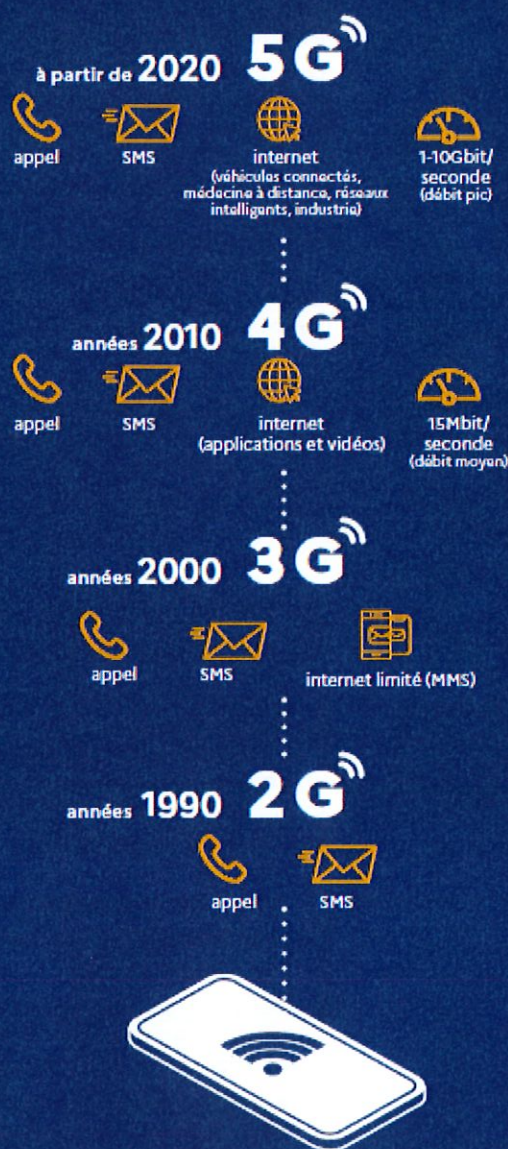 à partir de 2020 5G
appel
SMS
internet
(véhicules connectés,
médecine à distance, réseaux
intelligents, industrie)
1-10Gbit/
seconde
(débit pic)
années 2010 4G
appel
SMS
internet
(applications et vidéos)
15Mbit/
seconde
(débit moyen)
années 2000 3G
appel
SMS
internet limité (MMS)
années 1990 2G
appel
SMS